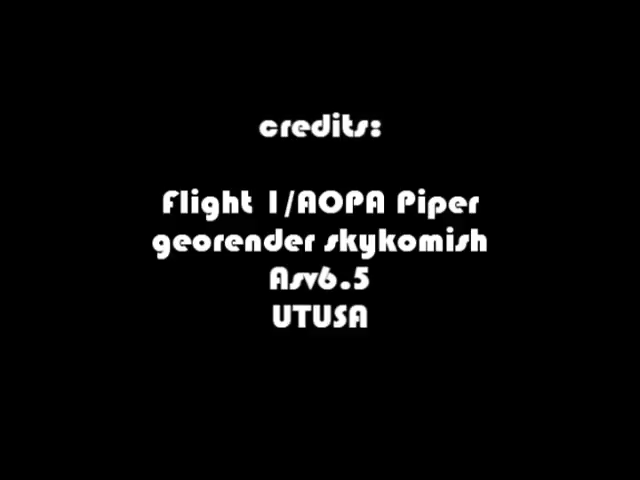 credits:
Flight 1/AOPA Piper
georender skykomish
Asv6.5
UTUSA